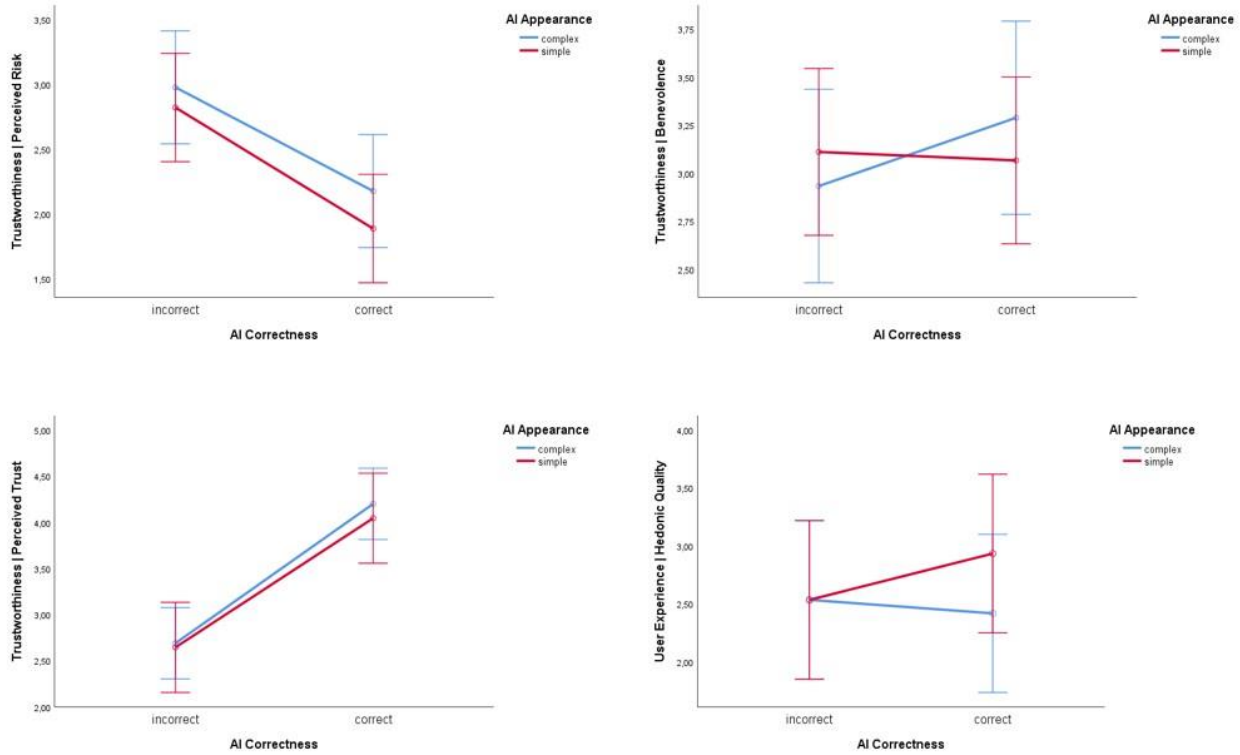 Trustworthiness | Perceived Risk
3,50
3,00
2,50
2,00
1,50
incorrect
correct
AI Correctness
AI Appearance
complex
simple
Trustworthiness | Benevolence
3,75
3,50
3,25
3,00
2,75
2,50
incorrect
correct
AI Correctness
AI Appearance
complex
simple
Trustworthiness | Perceived Trust
5,00
4,50
4,00
3,50
3,00
2,50
2,00
incorrect
correct
AI Correctness
AI Appearance
complex
simple
User Experience | Hedonic Quality
4,00
3,50
3,00
2,50
2,00
incorrect
correct
AI Correctness
AI Appearance
complex
simple